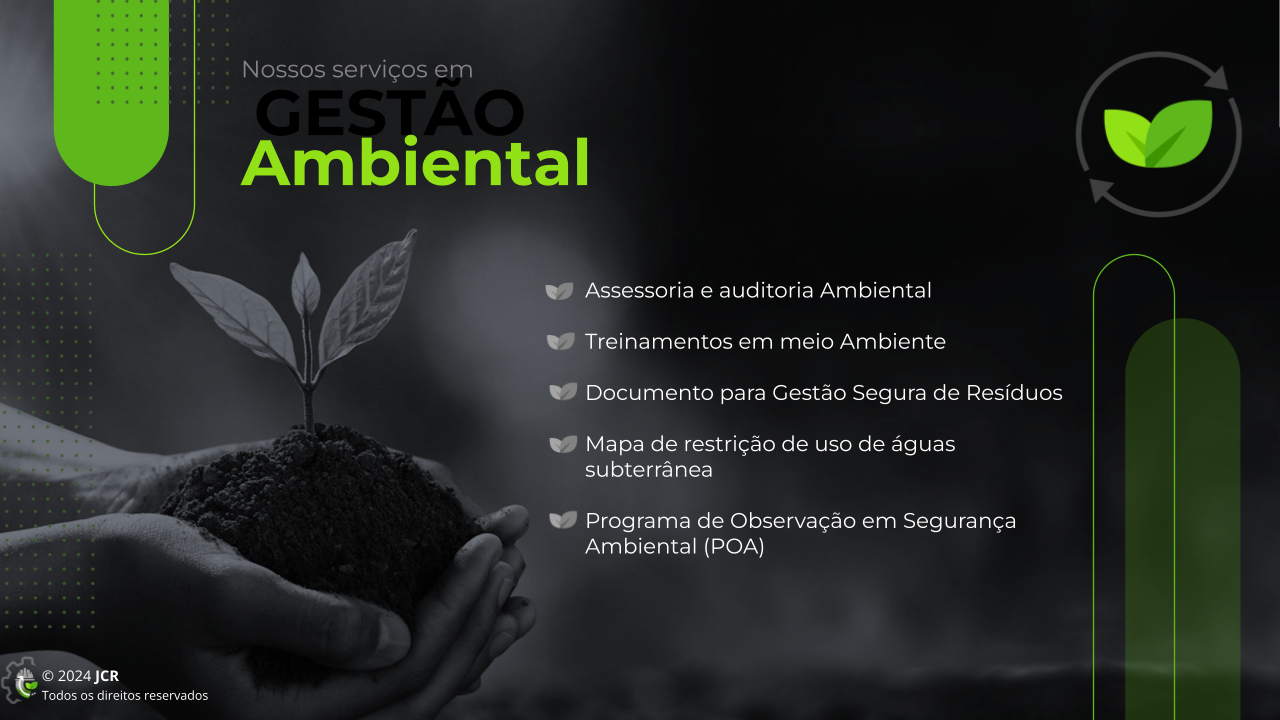 Nossos serviços em
GESTÃO
Ambiental
Assessoria e auditoria Ambiental
Treinamentos em meio Ambiente
Documento para Gestão Segura de Resíduos
Mapa de restrição de uso de águas
subterrânea
Programa de Observação em Segurança
Ambiental (POA)
© 2024 JCR
Todos os direitos reservados